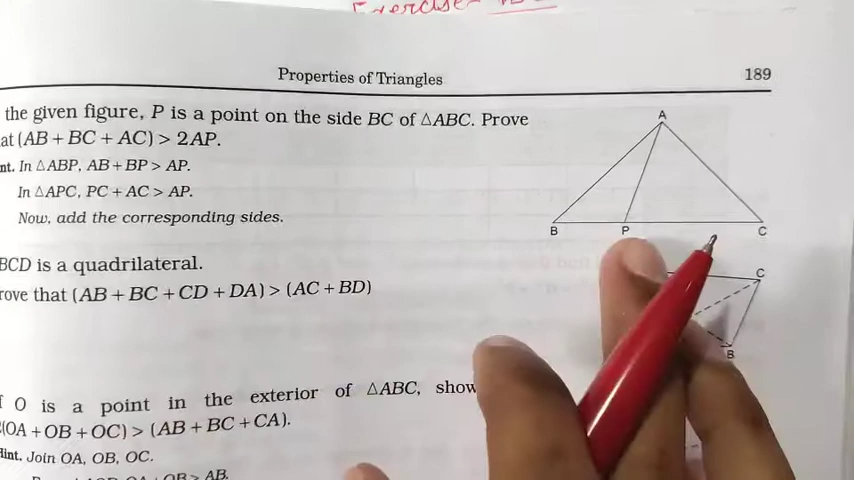 Exercise-
Properties of Triangles 189
the given figure, P is a point on the side BC of △ABC. Prove
at (AB + BC + AC) > 2AP.
nt. In △ABP, AB + BP > AP.
In △APC, PC + AC > AP.
Now, add the corresponding sides.
A
B P C
BCD is a quadrilateral.
rove that (AB + BC + CD + DA) > (AC + BD)
C
B
f O is a point in the exterior of △ABC, show
(OA + OB + OC) > (AB + BC + CA).
Hint. Join OA, OB, OC.
OB > AB.